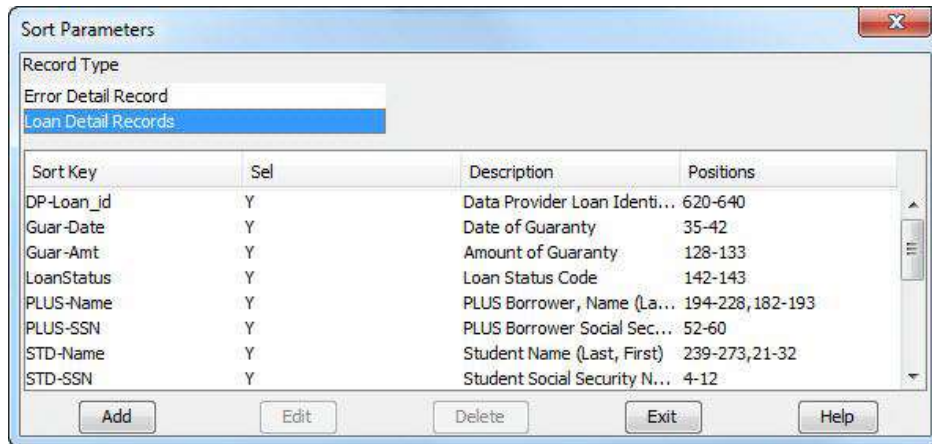 Sort Parameters
Record Type
Error Detail Record
Loan Detail Records
Sort Key Sel Description Positions
DP-Loan_id Y Data Provider Loan Identi... 620-640
Guar-Date Y Date of Guaranty 35-42
Guar-Amt Y Amount of Guaranty 128-133
LoanStatus Y Loan Status Code 142-143
PLUS-Name Y PLUS Borrower, Name (La... 194-228,182-193
PLUS-SSN Y PLUS Borrower Social Sec... 52-60
STD-Name Y Student Name (Last, First) 239-273,21-32
STD-SSN Y Student Social Security N... 4-12
Add Edit Delete Exit Help